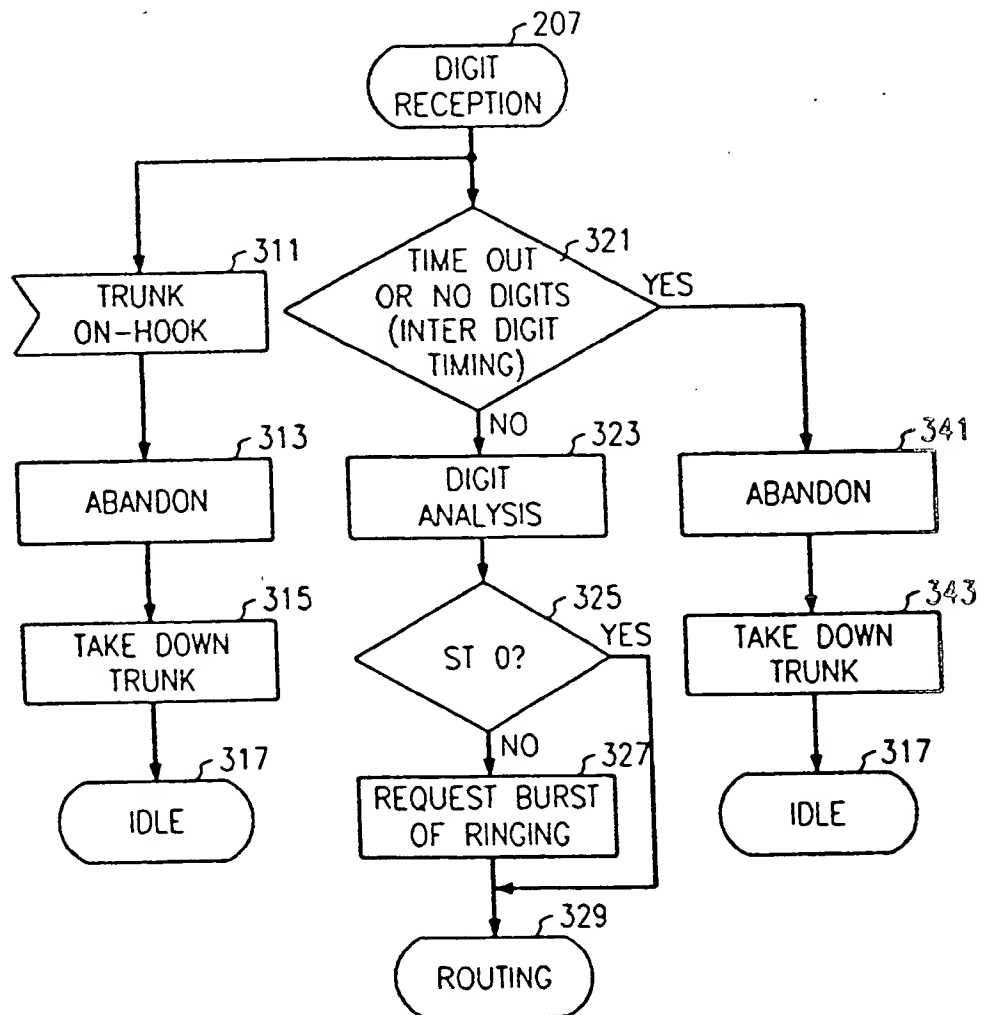 207
DIGIT
RECEPTION
311
TRUNK
ON-HOOK
321
TIME OUT
OR NO DIGITS
(INTER DIGIT
TIMING)
YES
NO
313
ABANDON
323
DIGIT
ANALYSIS
341
ABANDON
315
TAKE DOWN
TRUNK
325
ST 0?
YES
NO
343
TAKE DOWN
TRUNK
317
IDLE
327
REQUEST BURST
OF RINGING
317
IDLE
329
ROUTING